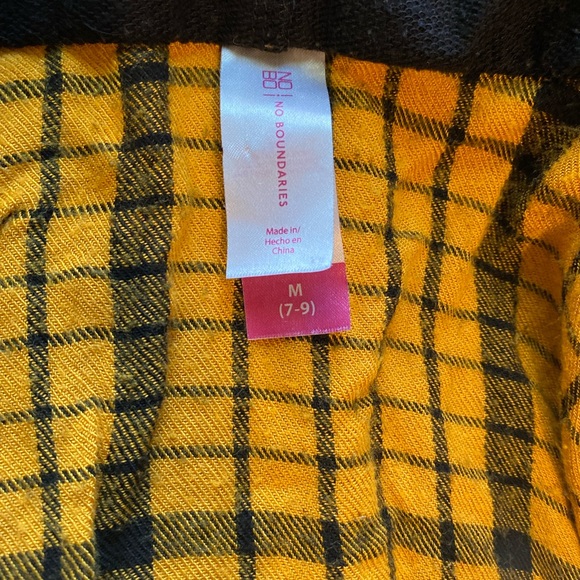 NO
BO
NO BOUNDARIES
Made in/
Hecho en
China
M
(7-9)